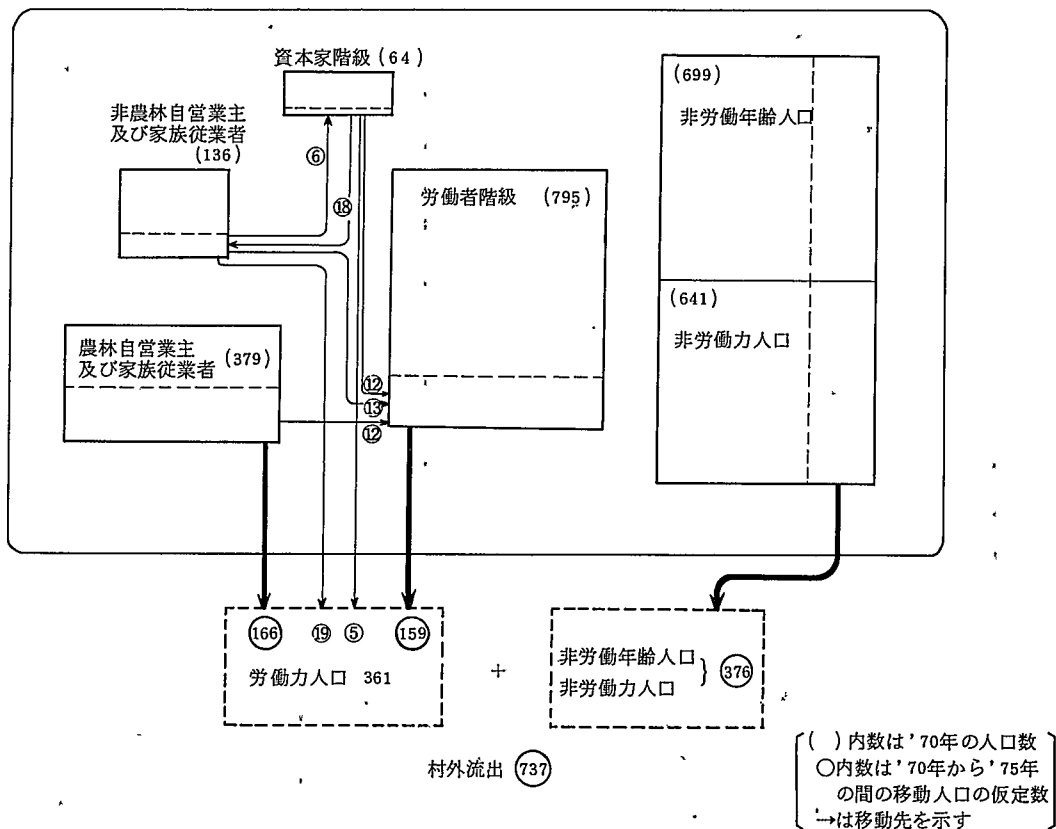 資本家階級 (64)
非農林自営業主
及び家族従業者
(136)
⑥
⑱
労働者階級 (795)
(699)
非労働年齢人口
(641)
非労働力人口
農林自営業主
及び家族従業者 (379)
⑫
⑬
⑫
166 ⑲ ⑤ 159
労働力人口 361
+
非労働年齢人口
非労働力人口
} 376
村外流出 737
( ) 内数は '70年の人口数
○内数は '70年から '75年
の間の移動人口の仮定数
→は移動先を示す